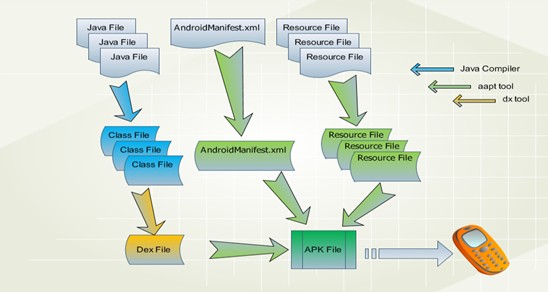 Java File
Java File
Java File
AndroidManifest.xml
Resource File
Resource File
Resource File
Java Compiler
aapt tool
dx tool
Class File
Class File
Class File
AndroidManifest.xml
Resource File
Resource File
Resource File
Dex File
APK File